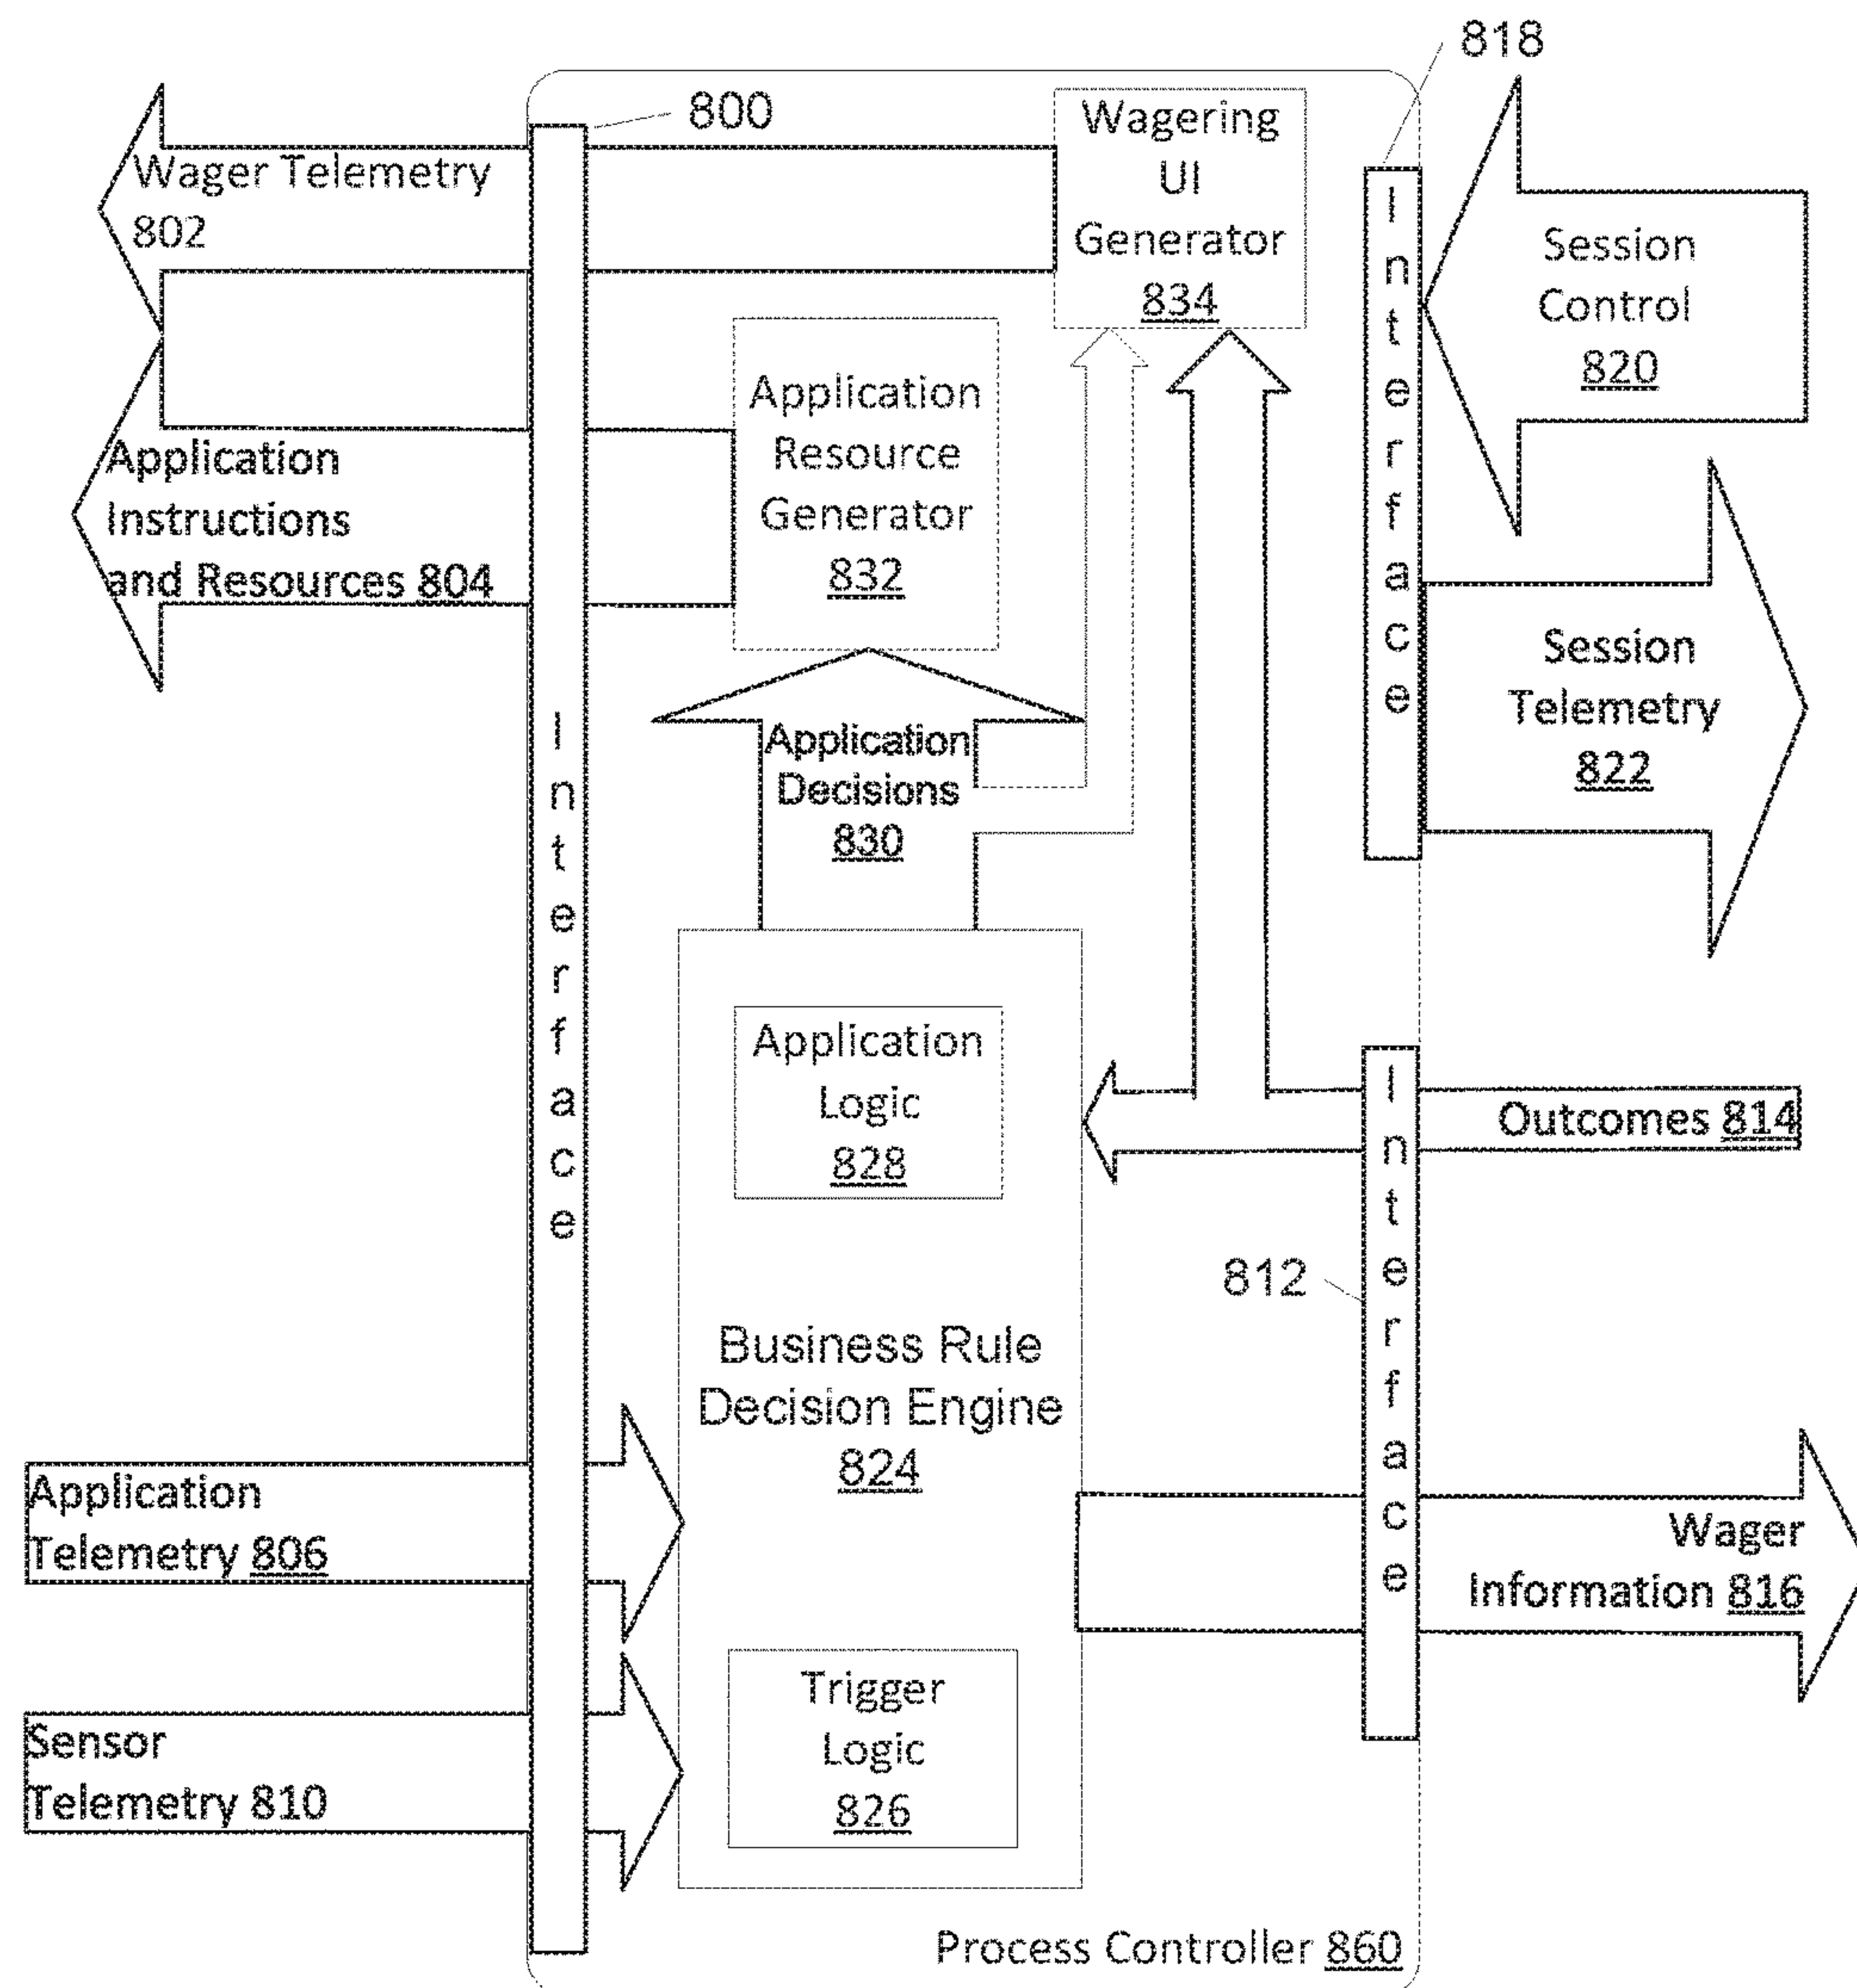 818
800
Wagering
UI
Generator
834
Wager Telemetry
802
Interface
Session
Control
820
Application
Resource
Generator
832
Application
Instructions
and Resources 804
Session
Telemetry
822
Interface
Application
Decisions
830
Application
Logic
828
Interface
Outcomes 814
812
Business Rule
Decision Engine
824
Application
Telemetry 806
Wager
Information 816
Trigger
Logic
826
Sensor
Telemetry 810
Process Controller 860